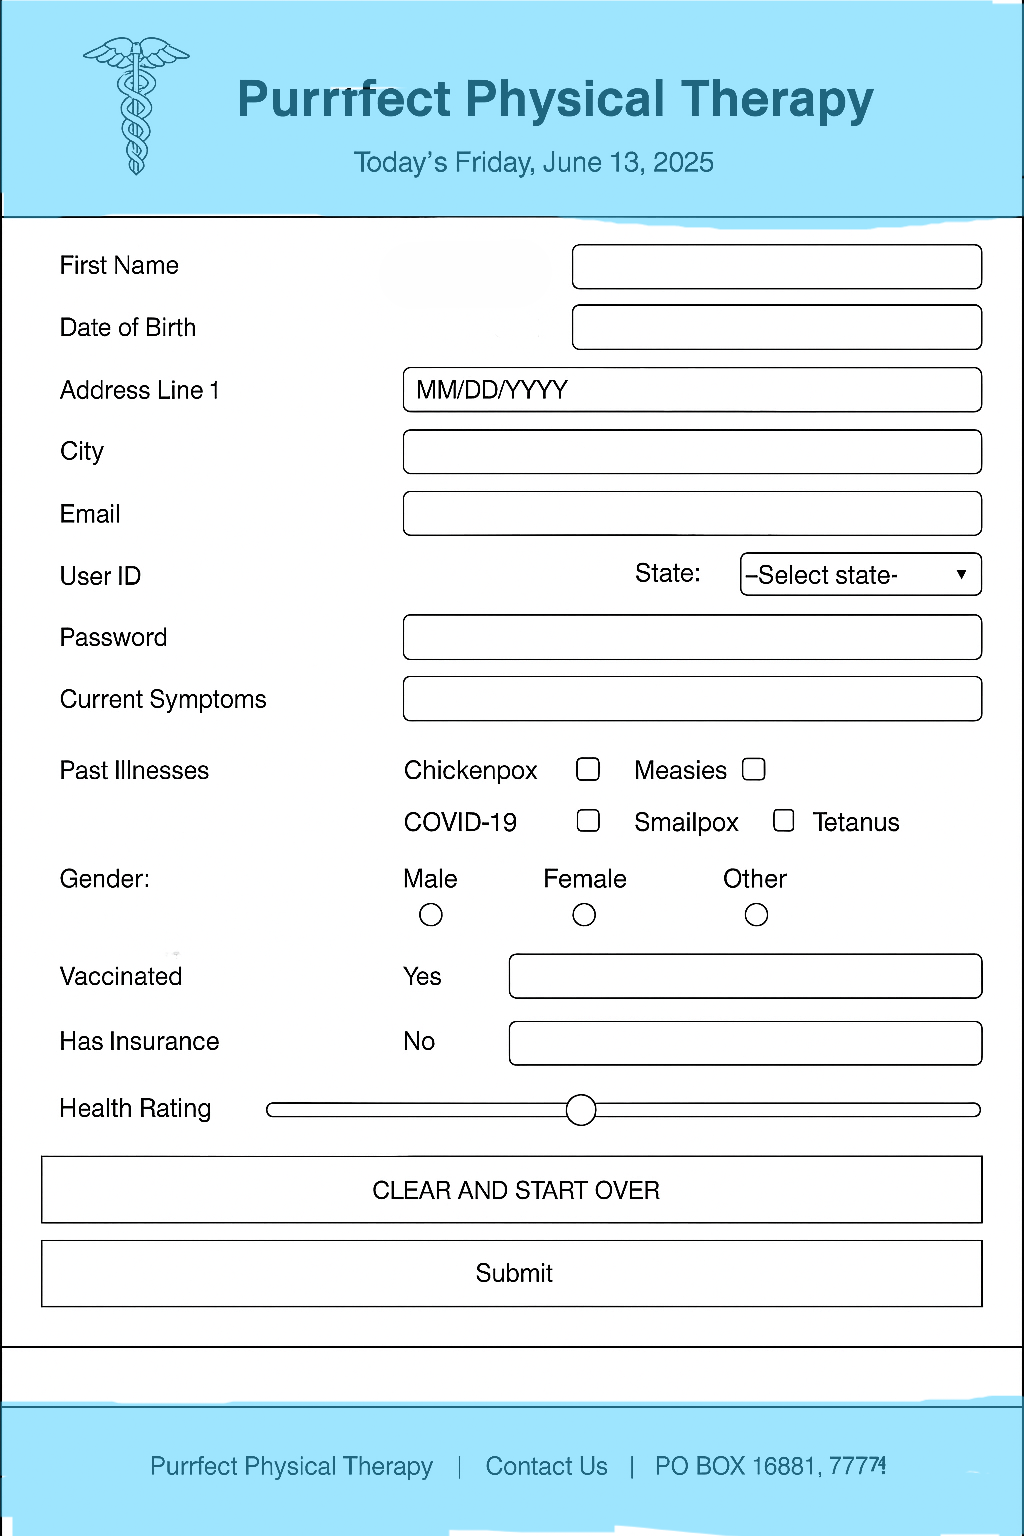 Purrrfect Physical Therapy
Today's Friday, June 13, 2025
First Name
Date of Birth
Address Line 1 MM/DD/YYYY
City
Email
User ID State: –Select state- ▼
Password
Current Symptoms
Past Illnesses Chickenpox Measies
COVID-19 Smailpox Tetanus
Gender: Male Female Other
Vaccinated Yes
Has Insurance No
Health Rating
CLEAR AND START OVER
Submit
Purrfect Physical Therapy | Contact Us | PO BOX 16881, 77774